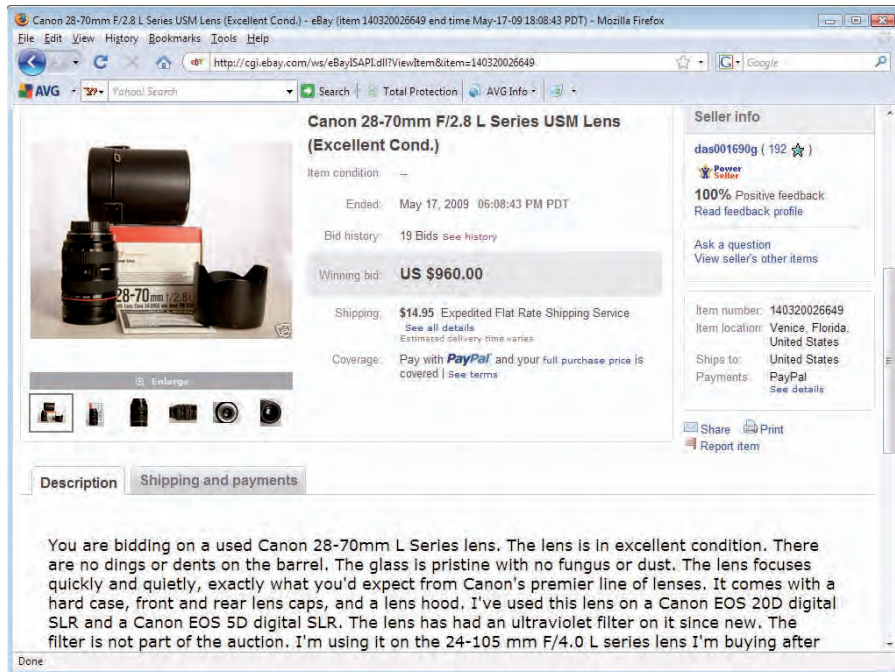 Canon 28-70mm F/2.8 L Series USM Lens (Excellent Cond.) - eBay (item 140320026649 end time May-17-09 18:08:43 PDT) - Mozilla Firefox
File Edit View History Bookmarks Tools Help
http://cgi.ebay.com/ws/eBayISAPI.dll?ViewItem&item=140320026649
G Google
AVG Y? Yahoo! Search Search Total Protection AVG Info
Canon 28-70mm F/2.8 L Series USM Lens
(Excellent Cond.)
Item condition: --
Ended: May 17, 2009 06:08:43 PM PDT
Bid history: 19 Bids See history
Winning bid: US $960.00
Shipping: $14.95 Expedited Flat Rate Shipping Service
See all details
Estimated delivery time varies
Coverage: Pay with PayPal and your full purchase price is
covered | See terms
28-70mm f/2.8L
Enlarge
Seller info
das001690g ( 192 )
Power
Seller
100% Positive feedback
Read feedback profile
Ask a question
View seller's other items
Item number: 140320026649
Item location: Venice, Florida,
United States
Ships to: United States
Payments: PayPal
See details
Share Print
Report item
Description Shipping and payments
You are bidding on a used Canon 28-70mm L Series lens. The lens is in excellent condition. There
are no dings or dents on the barrel. The glass is pristine with no fungus or dust. The lens focuses
quickly and quietly, exactly what you'd expect from Canon's premier line of lenses. It comes with a
hard case, front and rear lens caps, and a lens hood. I've used this lens on a Canon EOS 20D digital
SLR and a Canon EOS 5D digital SLR. The lens has had an ultraviolet filter on it since new. The
filter is not part of the auction. I'm using it on the 24-105 mm F/4.0 L series lens I'm buying after
Done